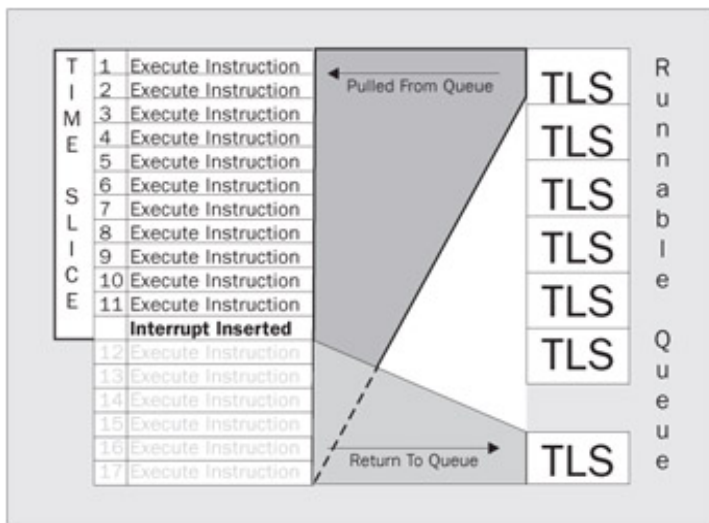 TIME SLICE
1 Execute Instruction
2 Execute Instruction
3 Execute Instruction
4 Execute Instruction
5 Execute Instruction
6 Execute Instruction
7 Execute Instruction
8 Execute Instruction
9 Execute Instruction
10 Execute Instruction
11 Execute Instruction
Interrupt Inserted
12 Execute Instruction
13 Execute Instruction
14 Execute Instruction
15 Execute Instruction
16 Execute Instruction
17 Execute Instruction
Pulled From Queue
Return To Queue
TLS
TLS
TLS
TLS
TLS
TLS
TLS
Runnable Queue